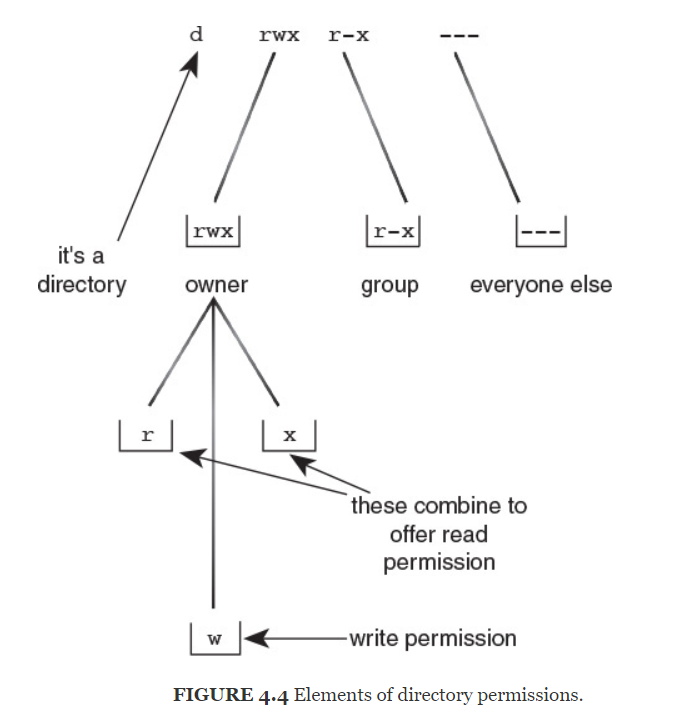 d rwx r-x ---
rwx r-x ---
it's a
directory owner group everyone else
r x
these combine to
offer read
permission
w write permission
FIGURE 4.4 Elements of directory permissions.